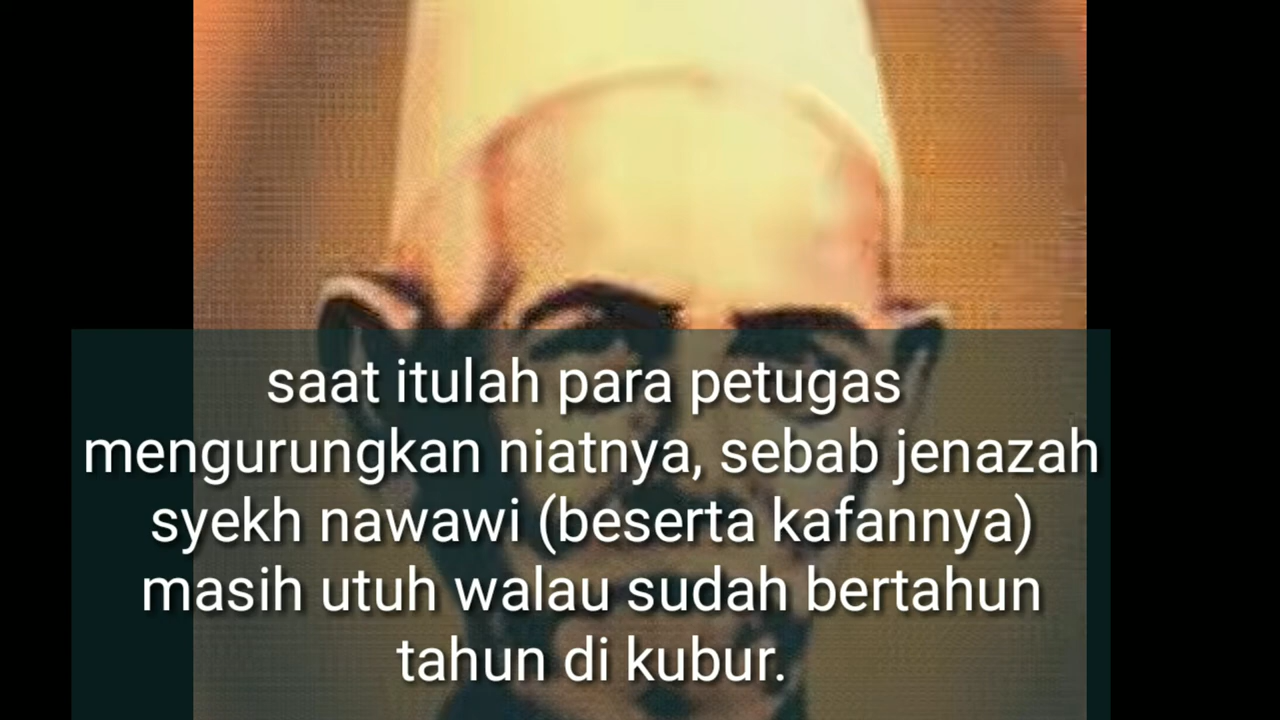 saat itulah para petugas
mengurungkan niatnya, sebab jenazah
syekh nawawi (beserta kafannya)
masih utuh walau sudah bertahun
tahun di kubur.